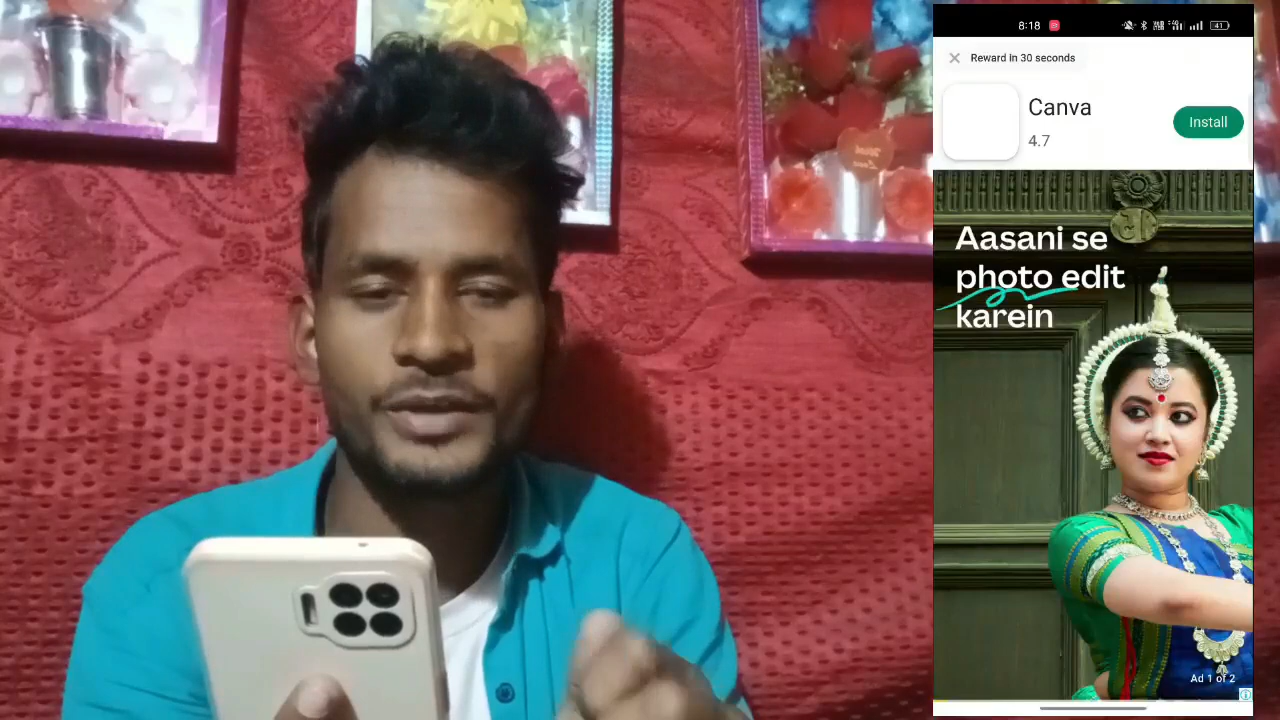 8:18
41
Reward in 30 seconds
Canva
4.7
Install
Aasani se
photo edit
karein
Ad 1 of 2